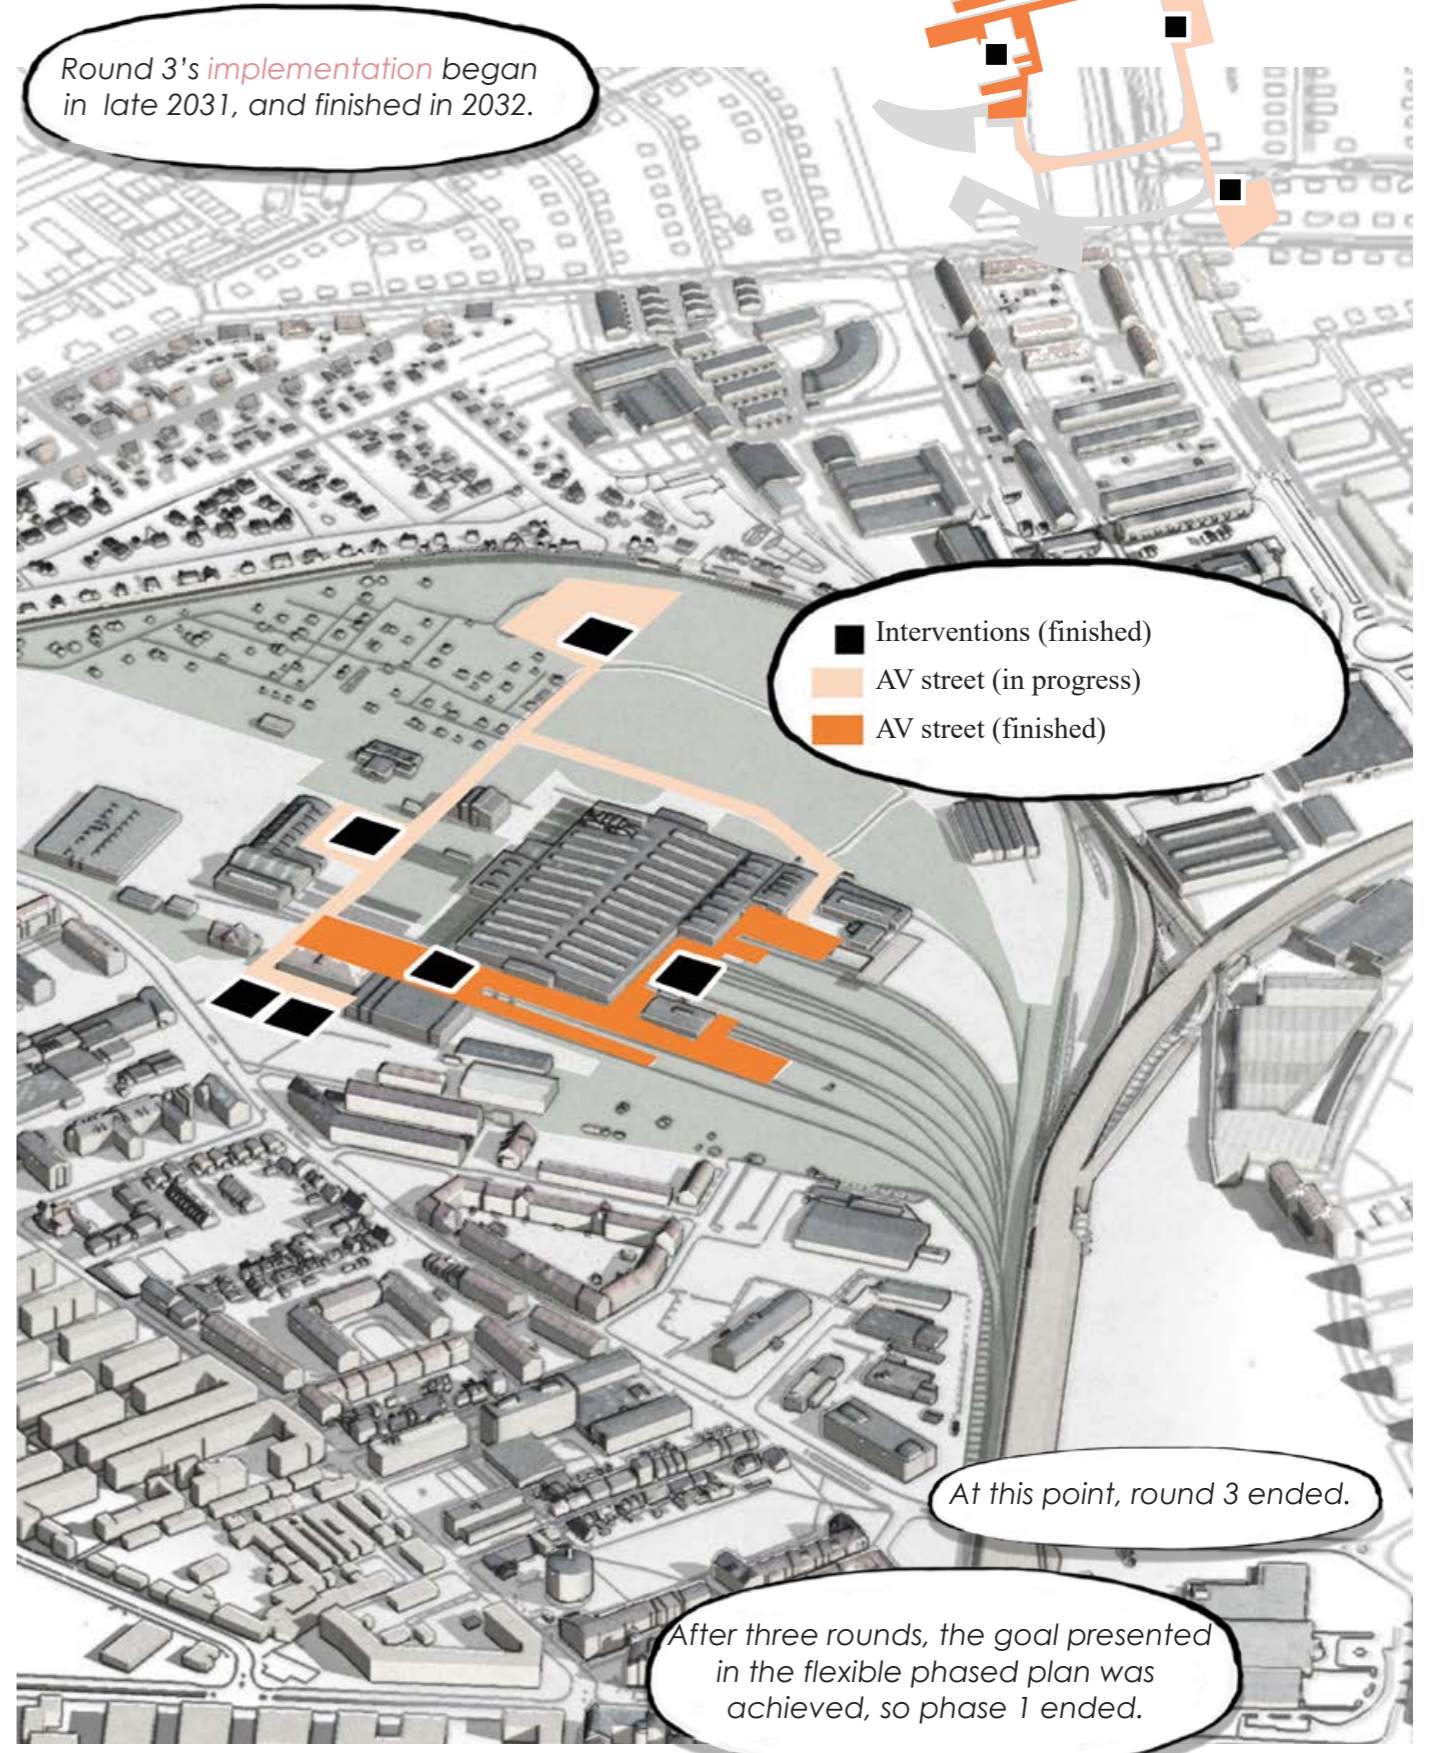 Round 3’s implementation began
in late 2031, and finished in 2032.
Interventions (finished)
AV street (in progress)
AV street (finished)
At this point, round 3 ended.
After three rounds, the goal presented
in the flexible phased plan was
achieved, so phase 1 ended.